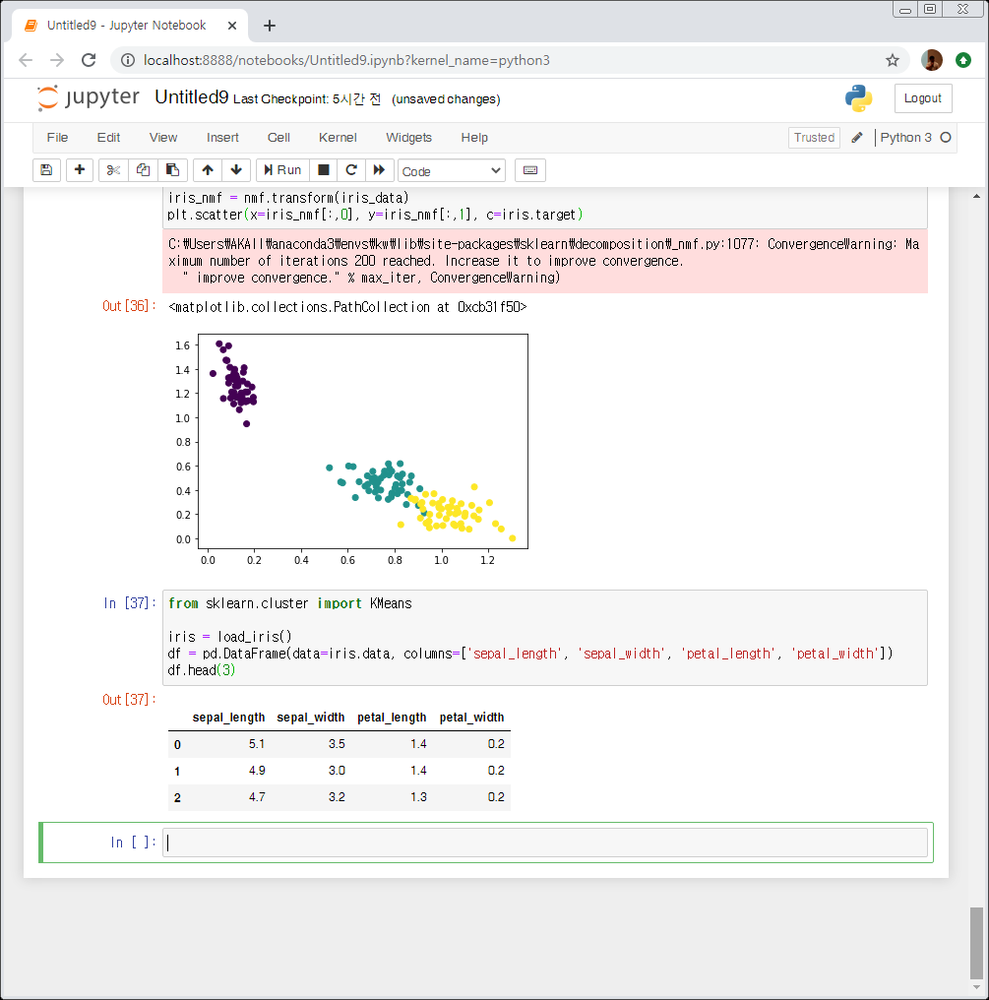 Untitled9 - Jupyter Notebook
localhost:8888/notebooks/Untitled9.ipynb?kernel_name=python3
jupyter Untitled9 Last Checkpoint: 5시간 전 (unsaved changes) Logout
File Edit View Insert Cell Kernel Widgets Help Trusted Python 3
Run Code
iris_nmf = nmf.transform(iris_data)
plt.scatter(x=iris_nmf[:,0], y=iris_nmf[:,1], c=iris.target)
C:₩Users₩AKAII₩anaconda3₩envs₩kw₩lib₩site-packages₩sklearn₩decomposition₩_nmf.py:1077: ConvergenceWarning: Ma
ximum number of iterations 200 reached. Increase it to improve convergence.
" improve convergence." % max_iter, ConvergenceWarning)
Out[36]: <matplotlib.collections.PathCollection at 0xcb31f50>
1.6
1.4
1.2
1.0
0.8
0.6
0.4
0.2
0.0
0.0 0.2 0.4 0.6 0.8 1.0 1.2
In [37]: from sklearn.cluster import KMeans
iris = load_iris()
df = pd.DataFrame(data=iris.data, columns=['sepal_length', 'sepal_width', 'petal_length', 'petal_width'])
df.head(3)
Out[37]:
sepal_length sepal_width petal_length petal_width
0 5.1 3.5 1.4 0.2
1 4.9 3.0 1.4 0.2
2 4.7 3.2 1.3 0.2
In [ ]: